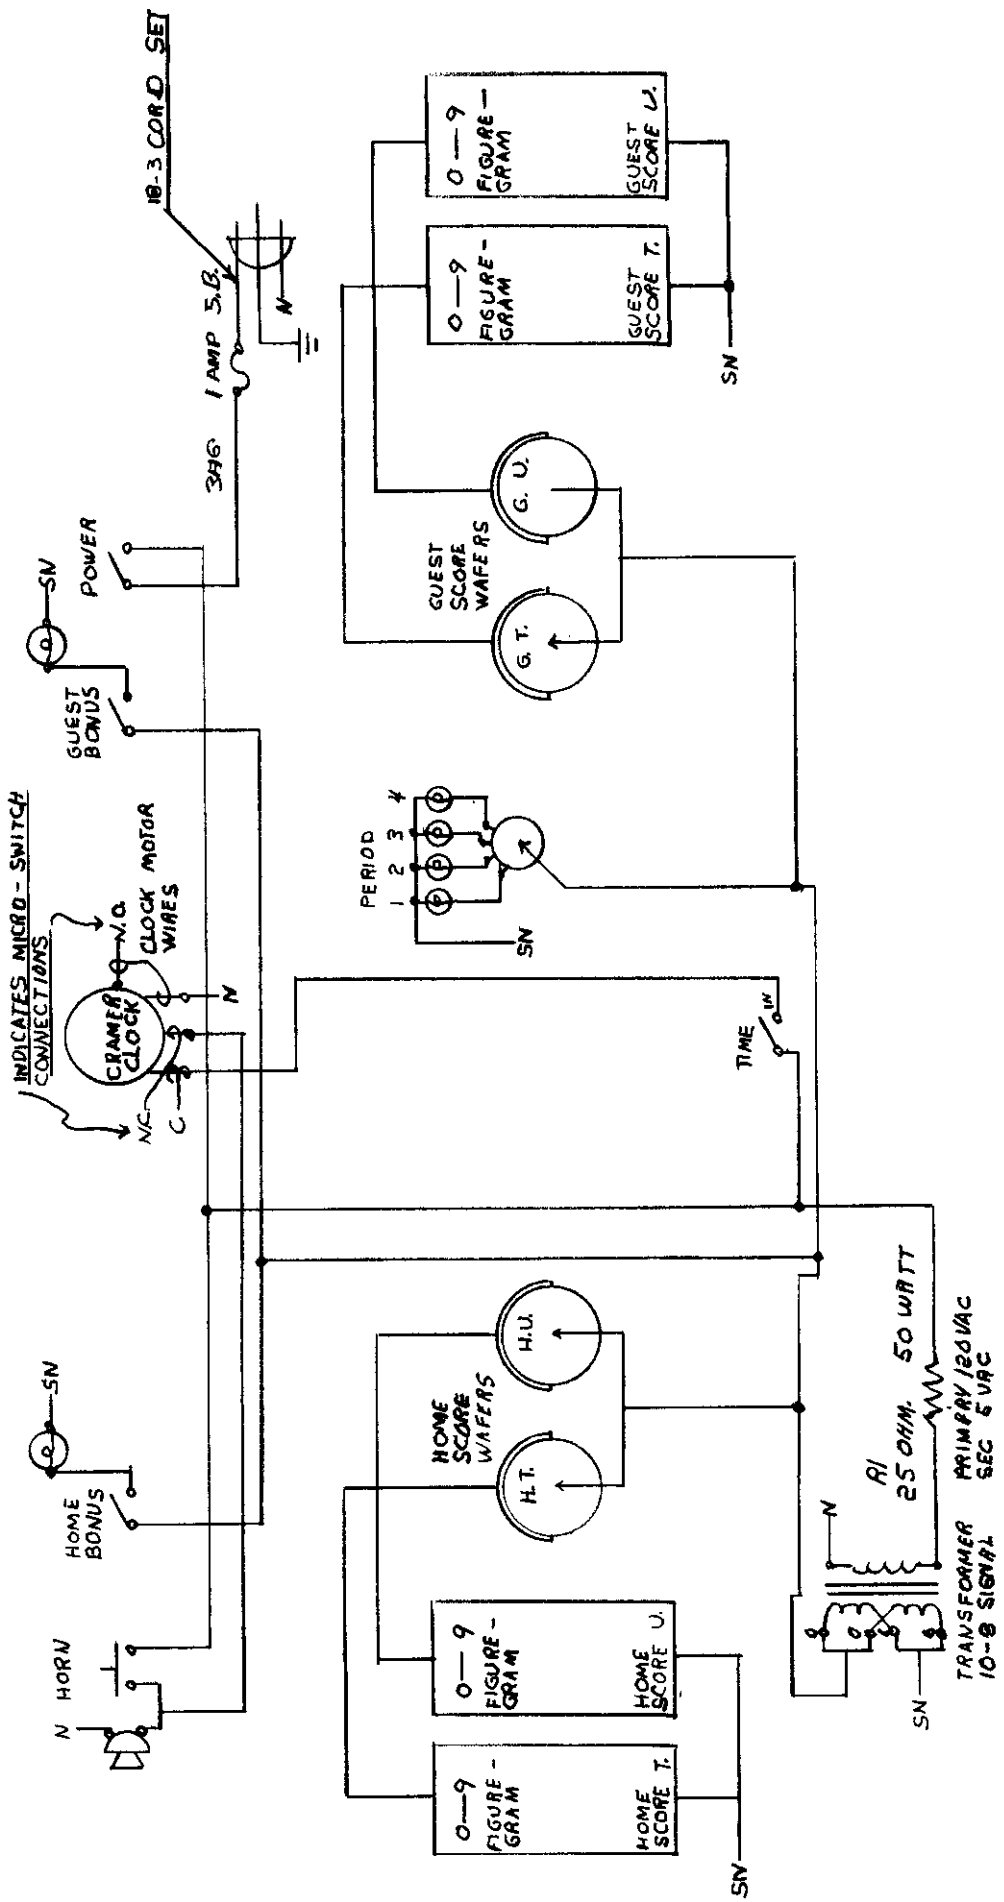 18-3 CORD SET
3AG 1 AMP S.B.
N
POWER
SN
GUEST
BONUS
INDICATES MICRO-SWITCH
CONNECTIONS
N.O.
CLOCK MOTOR
WIRES
CRAMER
CLOCK
N
N.C.
C
SN
HOME
BONUS
HORN
N
0—9
FIGURE-
GRAM
GUEST
SCORE U.
0—9
FIGURE-
GRAM
GUEST
SCORE T.
SN
GUEST
SCORE
WAFERS
G. U.
G. T.
PERIOD
1 2 3 4
SN
TIME
IN
HOME
SCORE
WAFERS
H.U.
H.T.
0—9
FIGURE-
GRAM
HOME
SCORE U.
0—9
FIGURE-
GRAM
HOME
SCORE T.
SN
R1
25 OHM. 50 WATT
N
SN
TRANSFORMER PRIMARY 120VAC
10-8 SIGNAL SEC 6 VAC